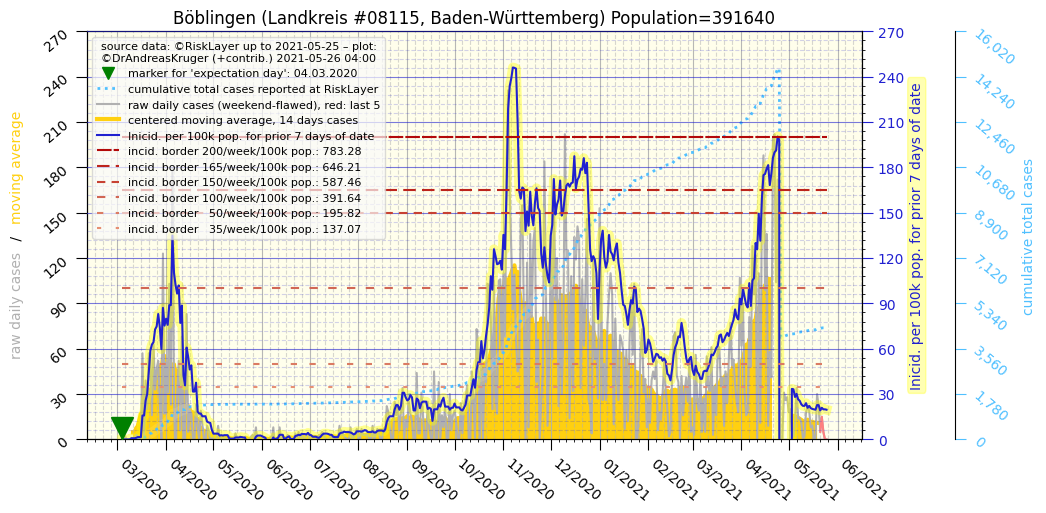 Böblingen (Landkreis #08115, Baden-Württemberg) Population=391640
source data: ©RiskLayer up to 2021-05-25 – plot:
©DrAndreasKruger (+contrib.) 2021-05-26 04:00
marker for 'expectation day': 04.03.2020
cumulative total cases reported at RiskLayer
raw daily cases (weekend-flawed), red: last 5
centered moving average, 14 days cases
Inicid. per 100k pop. for prior 7 days of date
incid. border 200/week/100k pop.: 783.28
incid. border 165/week/100k pop.: 646.21
incid. border 150/week/100k pop.: 587.46
incid. border 100/week/100k pop.: 391.64
incid. border   50/week/100k pop.: 195.82
incid. border   35/week/100k pop.: 137.07
raw daily cases / moving average
270
240
210
180
150
120
90
60
30
0
03/2020
04/2020
05/2020
06/2020
07/2020
08/2020
09/2020
10/2020
11/2020
12/2020
01/2021
02/2021
03/2021
04/2021
05/2021
06/2021
270
240
210
180
150
120
90
60
30
0
Inicid. per 100k pop. for prior 7 days of date
16,020
14,240
12,460
10,680
8,900
7,120
5,340
3,560
1,780
0
cumulative total cases